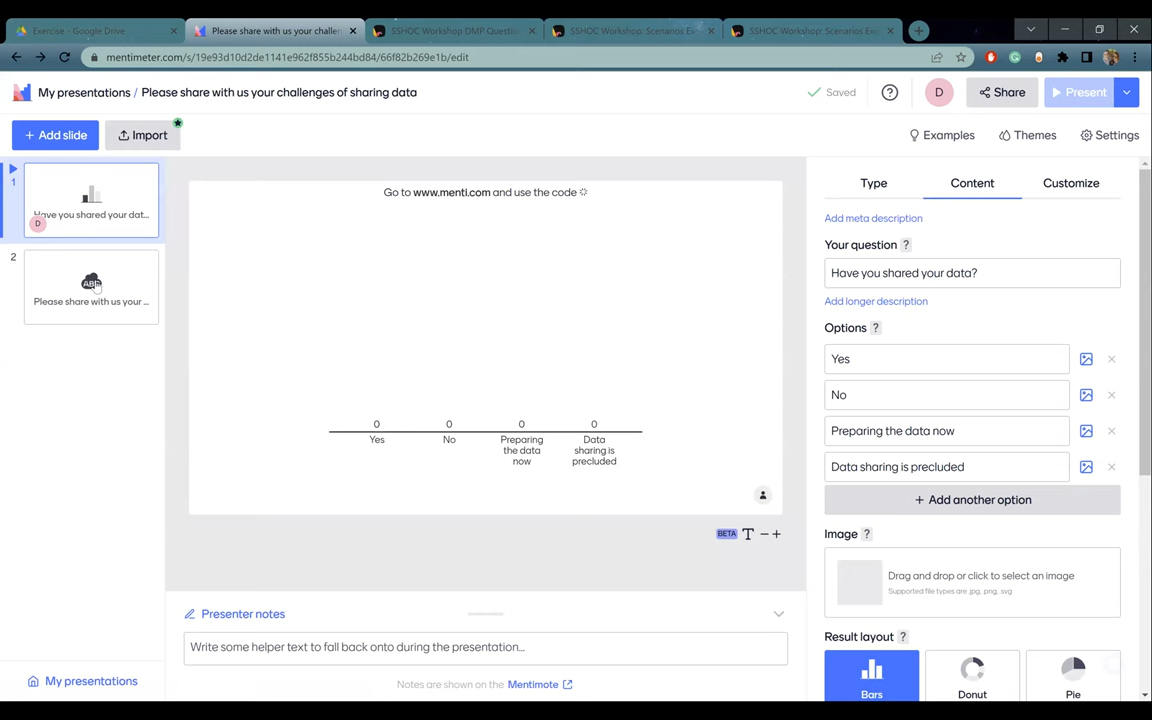 Exercise - Google Drive
Please share with us your challen
SSHOC Workshop DMP Questio
SSHOC Workshop: Scenarios Exe
SSHOC Workshop: Scenarios Exe
mentimeter.com/s/19e93d10d2de1141e962f855b244bd84/66f82b269e1b/edit
My presentations / Please share with us your challenges of sharing data
Saved
?
D
Share
Present
+ Add slide
Import
Examples
Themes
Settings
1
Have you shared your dat...
D
2
ABC
Please share with us your ...
Go to www.menti.com and use the code
0 0 0 0
Yes No Preparing the data now Data sharing is precluded
BETA T − +
Presenter notes
Write some helper text to fall back onto during the presentation...
Notes are shown on the Mentimote
My presentations
Type Content Customize
Add meta description
Your question ?
Have you shared your data?
Add longer description
Options ?
Yes
No
Preparing the data now
Data sharing is precluded
+ Add another option
Image ?
Drag and drop or click to select an image
Supported file types are .jpg, .png, .svg
Result layout ?
Bars Donut Pie